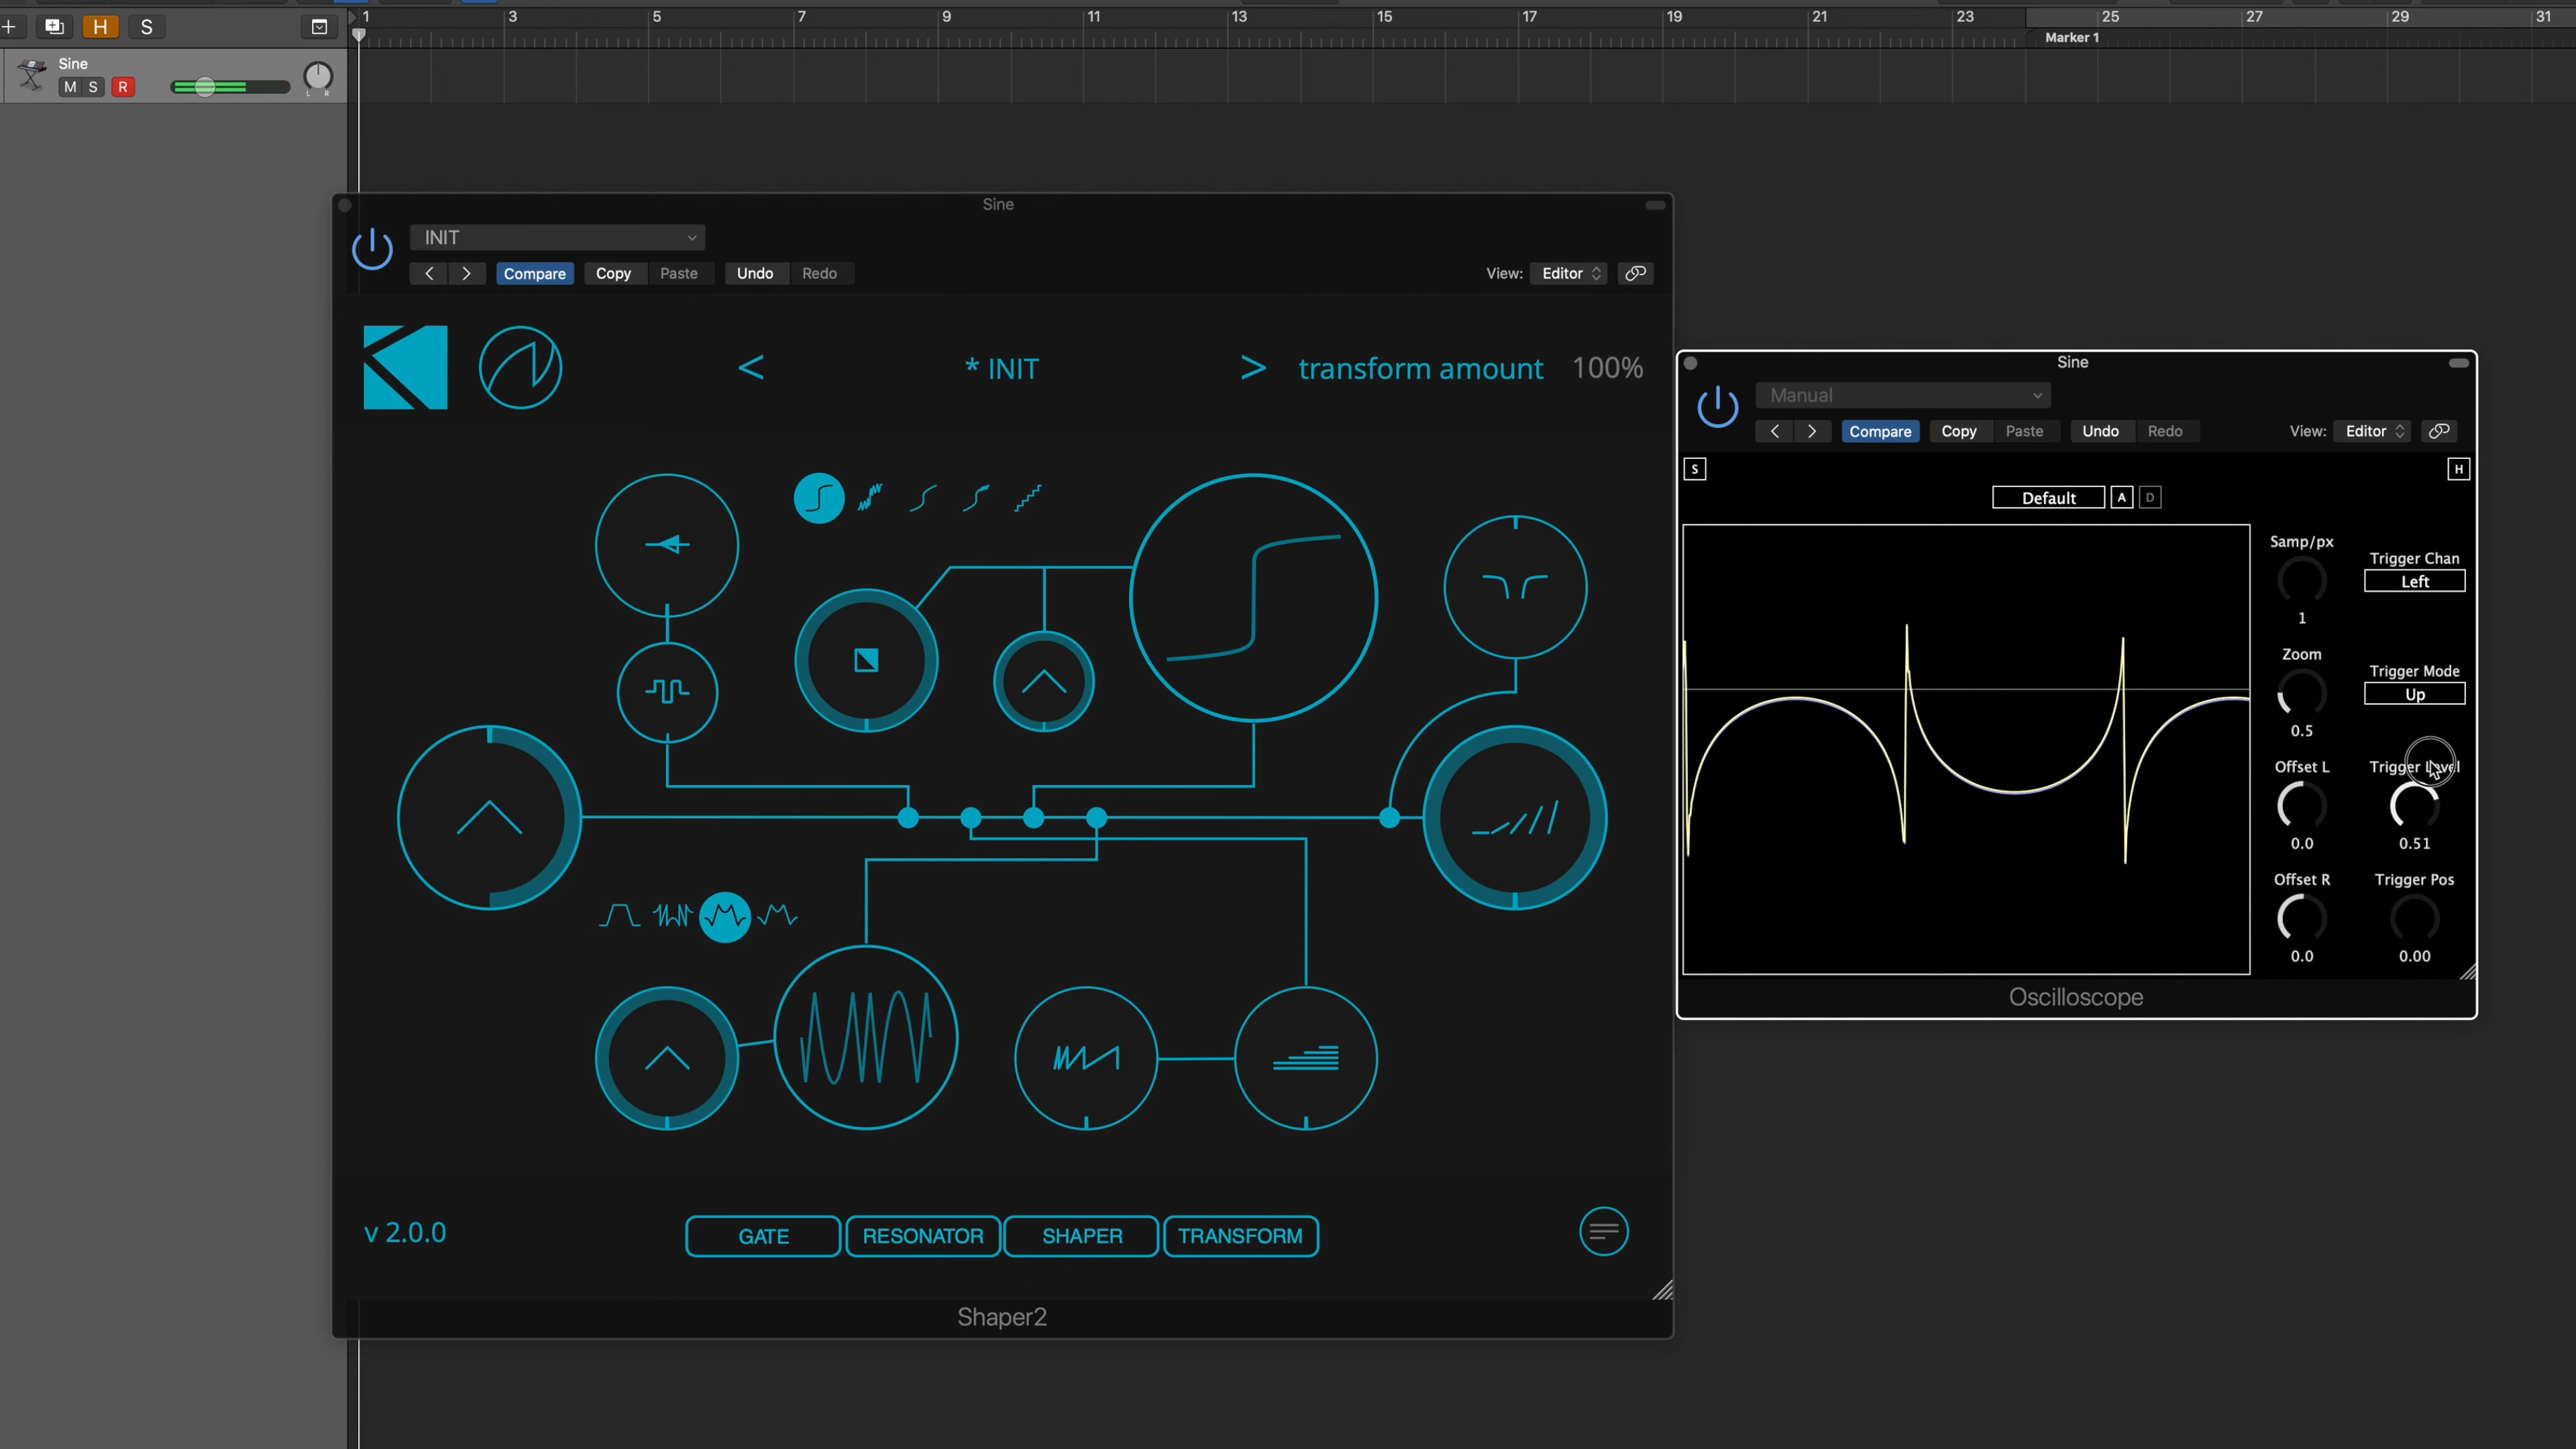 1 3 5 7 9 11 13 15 17 19 21 23 25 27 29 31
H S
Marker 1
Sine
M S R
L R
Sine
INIT
Compare Copy Paste Undo Redo
View: Editor
< * INIT > transform amount 100%
v 2.0.0
GATE RESONATOR SHAPER TRANSFORM
Shaper2
Sine
Manual
Compare Copy Paste Undo Redo
View: Editor
S H
Default A D
Samp/px
1
Trigger Chan
Left
Zoom
0.5
Trigger Mode
Up
Offset L
0.0
Trigger Level
0.51
Offset R
0.0
Trigger Pos
0.00
Oscilloscope